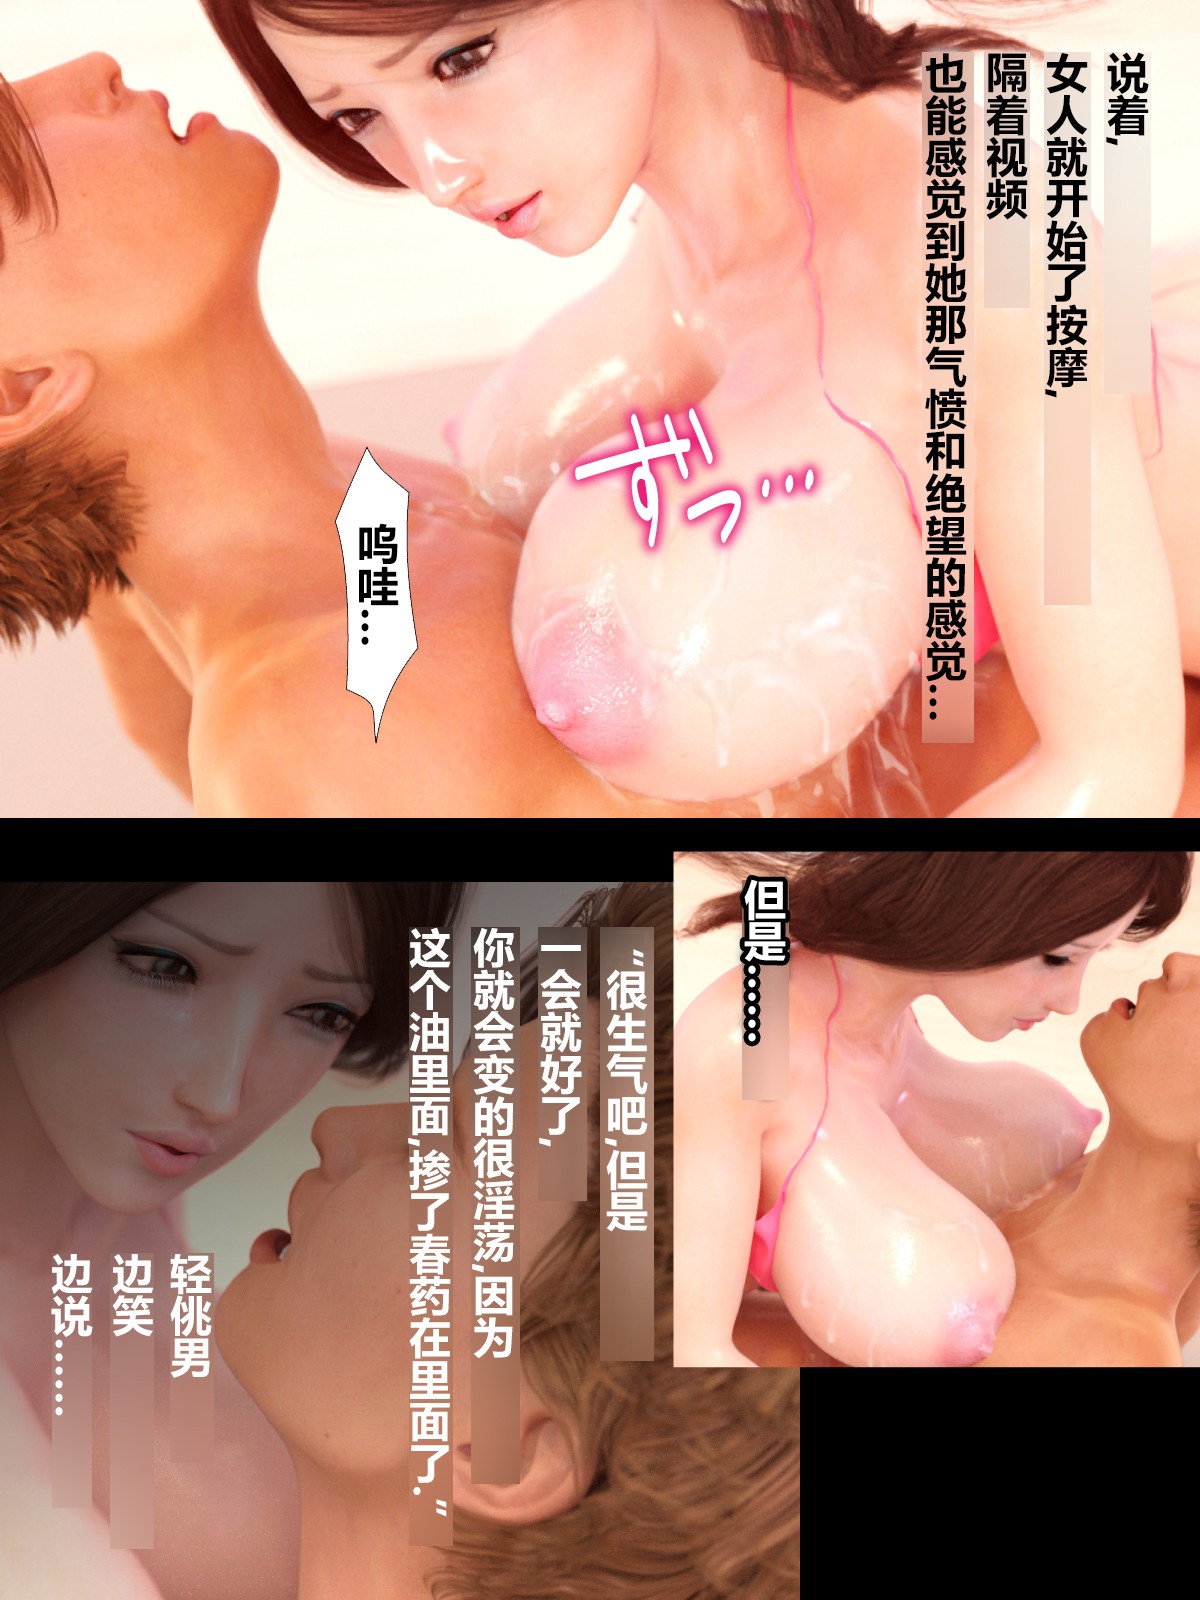 说着,
女人就开始了按摩,
隔着视频
也能感觉到她那气愤和绝望的感觉…
ずっ…
呜哇…
但是……
“很生气吧,但是
一会就好了,
你就会变的很淫荡,因为
这个油里面,掺了春药在里面了.”
轻佻男
边笑
边说……